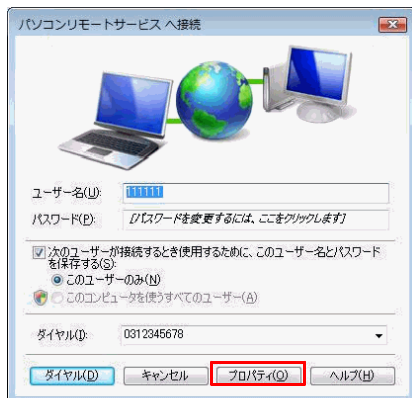 パソコンリモートサービス へ接続
ユーザー名(U): 111111
パスワード(P): [パスワードを変更するには、ここをクリックします]
次のユーザーが接続するとき使用するために、このユーザー名とパスワード
を保存する(S):
このユーザーのみ(N)
このコンピュータを使うすべてのユーザー(A)
ダイヤル(I): 0312345678
ダイヤル(D) キャンセル プロパティ(O) ヘルプ(H)